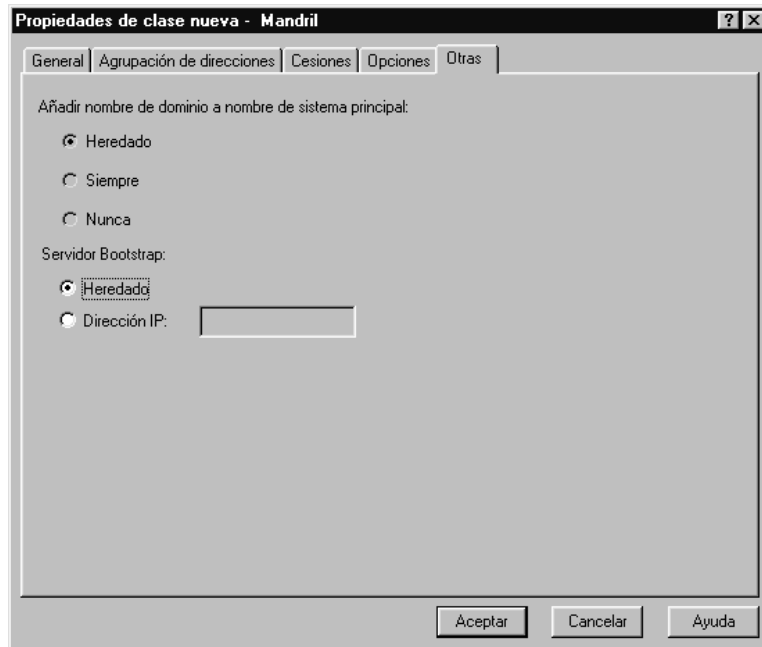 Propiedades de clase nueva - Mandril
General Agrupación de direcciones Cesiones Opciones Otras
Añadir nombre de dominio a nombre de sistema principal:
Heredado
Siempre
Nunca
Servidor Bootstrap:
Heredado
Dirección IP:
Aceptar Cancelar Ayuda